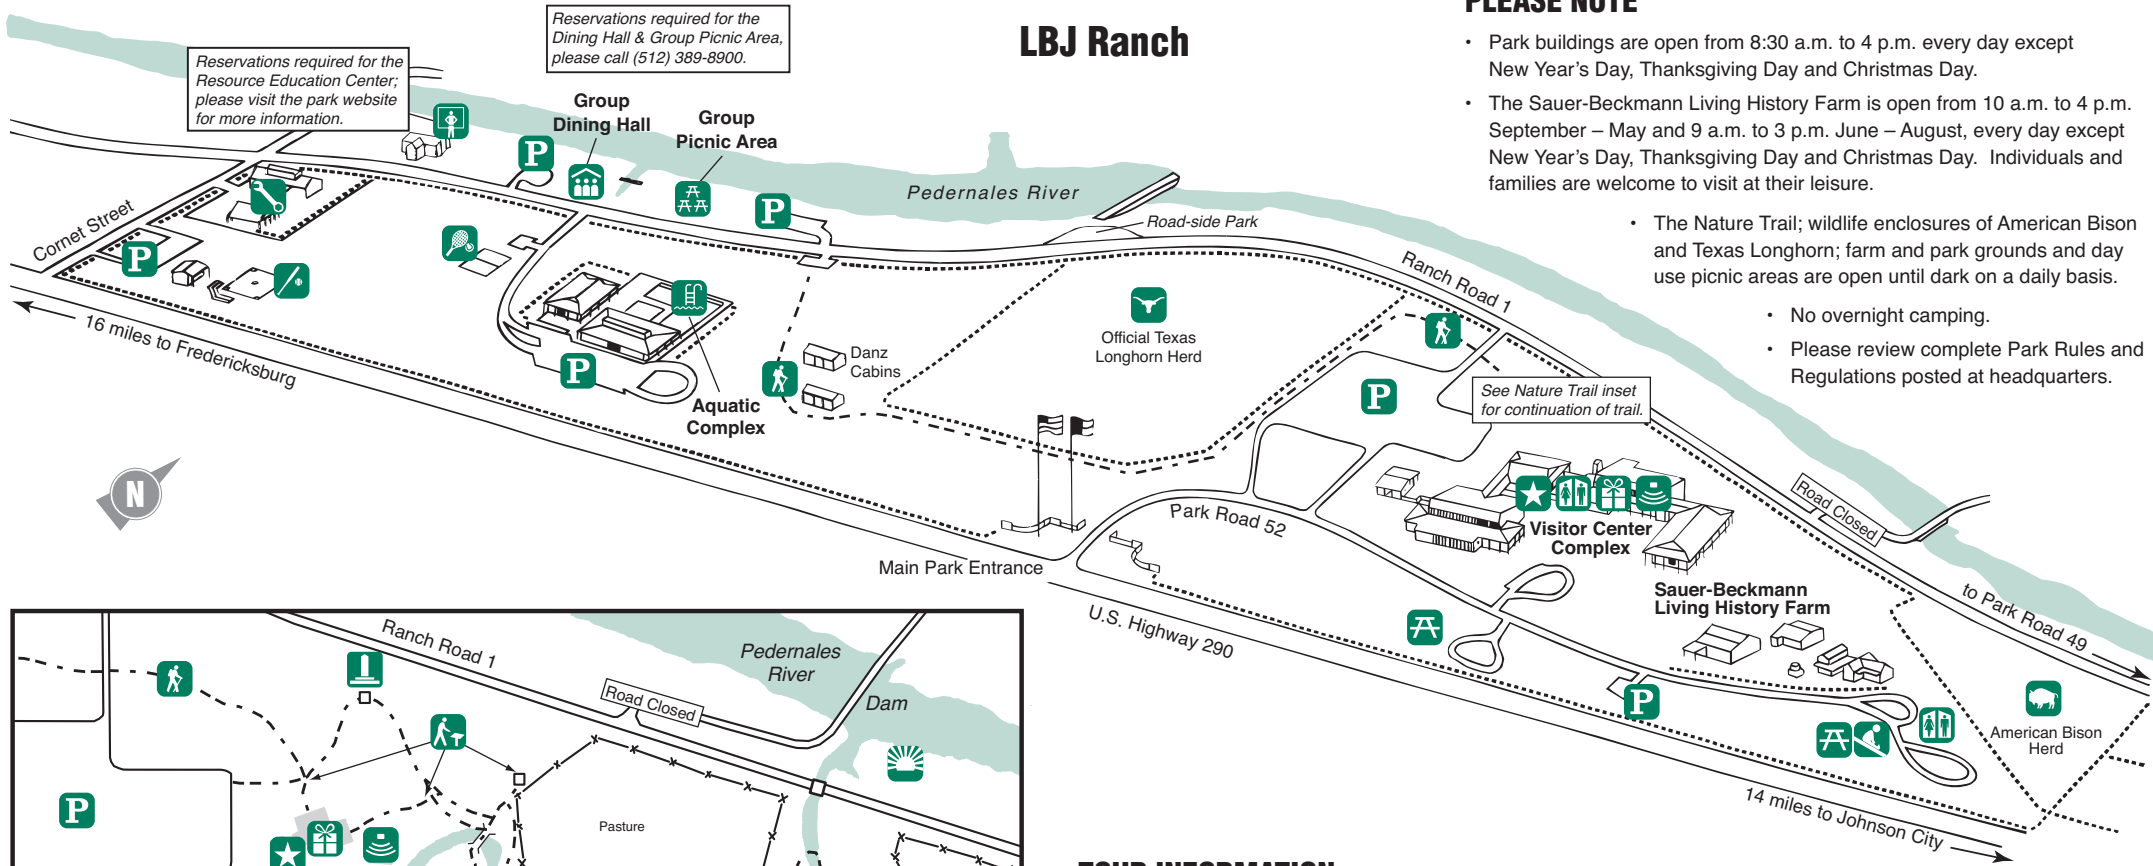 PLEASE NOTE
• Park buildings are open from 8:30 a.m. to 4 p.m. every day except
New Year's Day, Thanksgiving Day and Christmas Day.
• The Sauer-Beckmann Living History Farm is open from 10 a.m. to 4 p.m.
September – May and 9 a.m. to 3 p.m. June – August, every day except
New Year's Day, Thanksgiving Day and Christmas Day. Individuals and
families are welcome to visit at their leisure.
• The Nature Trail; wildlife enclosures of American Bison
and Texas Longhorn; farm and park grounds and day
use picnic areas are open until dark on a daily basis.
• No overnight camping.
• Please review complete Park Rules and
Regulations posted at headquarters.
LBJ Ranch
Reservations required for the
Dining Hall & Group Picnic Area,
please call (512) 389-8900.
Reservations required for the
Resource Education Center;
please visit the park website
for more information.
Group
Dining Hall
Group
Picnic Area
P
P
Pedernales River
Road-side Park
Ranch Road 1
Cornet Street
P
16 miles to Fredericksburg
P
Aquatic
Complex
Danz
Cabins
Official Texas
Longhorn Herd
P
See Nature Trail inset
for continuation of trail.
N
Park Road 52
Main Park Entrance
U.S. Highway 290
Visitor Center
Complex
Road Closed
Sauer-Beckmann
Living History Farm
to Park Road 49
P
American Bison
Herd
14 miles to Johnson City
Ranch Road 1
Pedernales
River
Road Closed
Dam
P
Pasture
TOUR INFORMATION